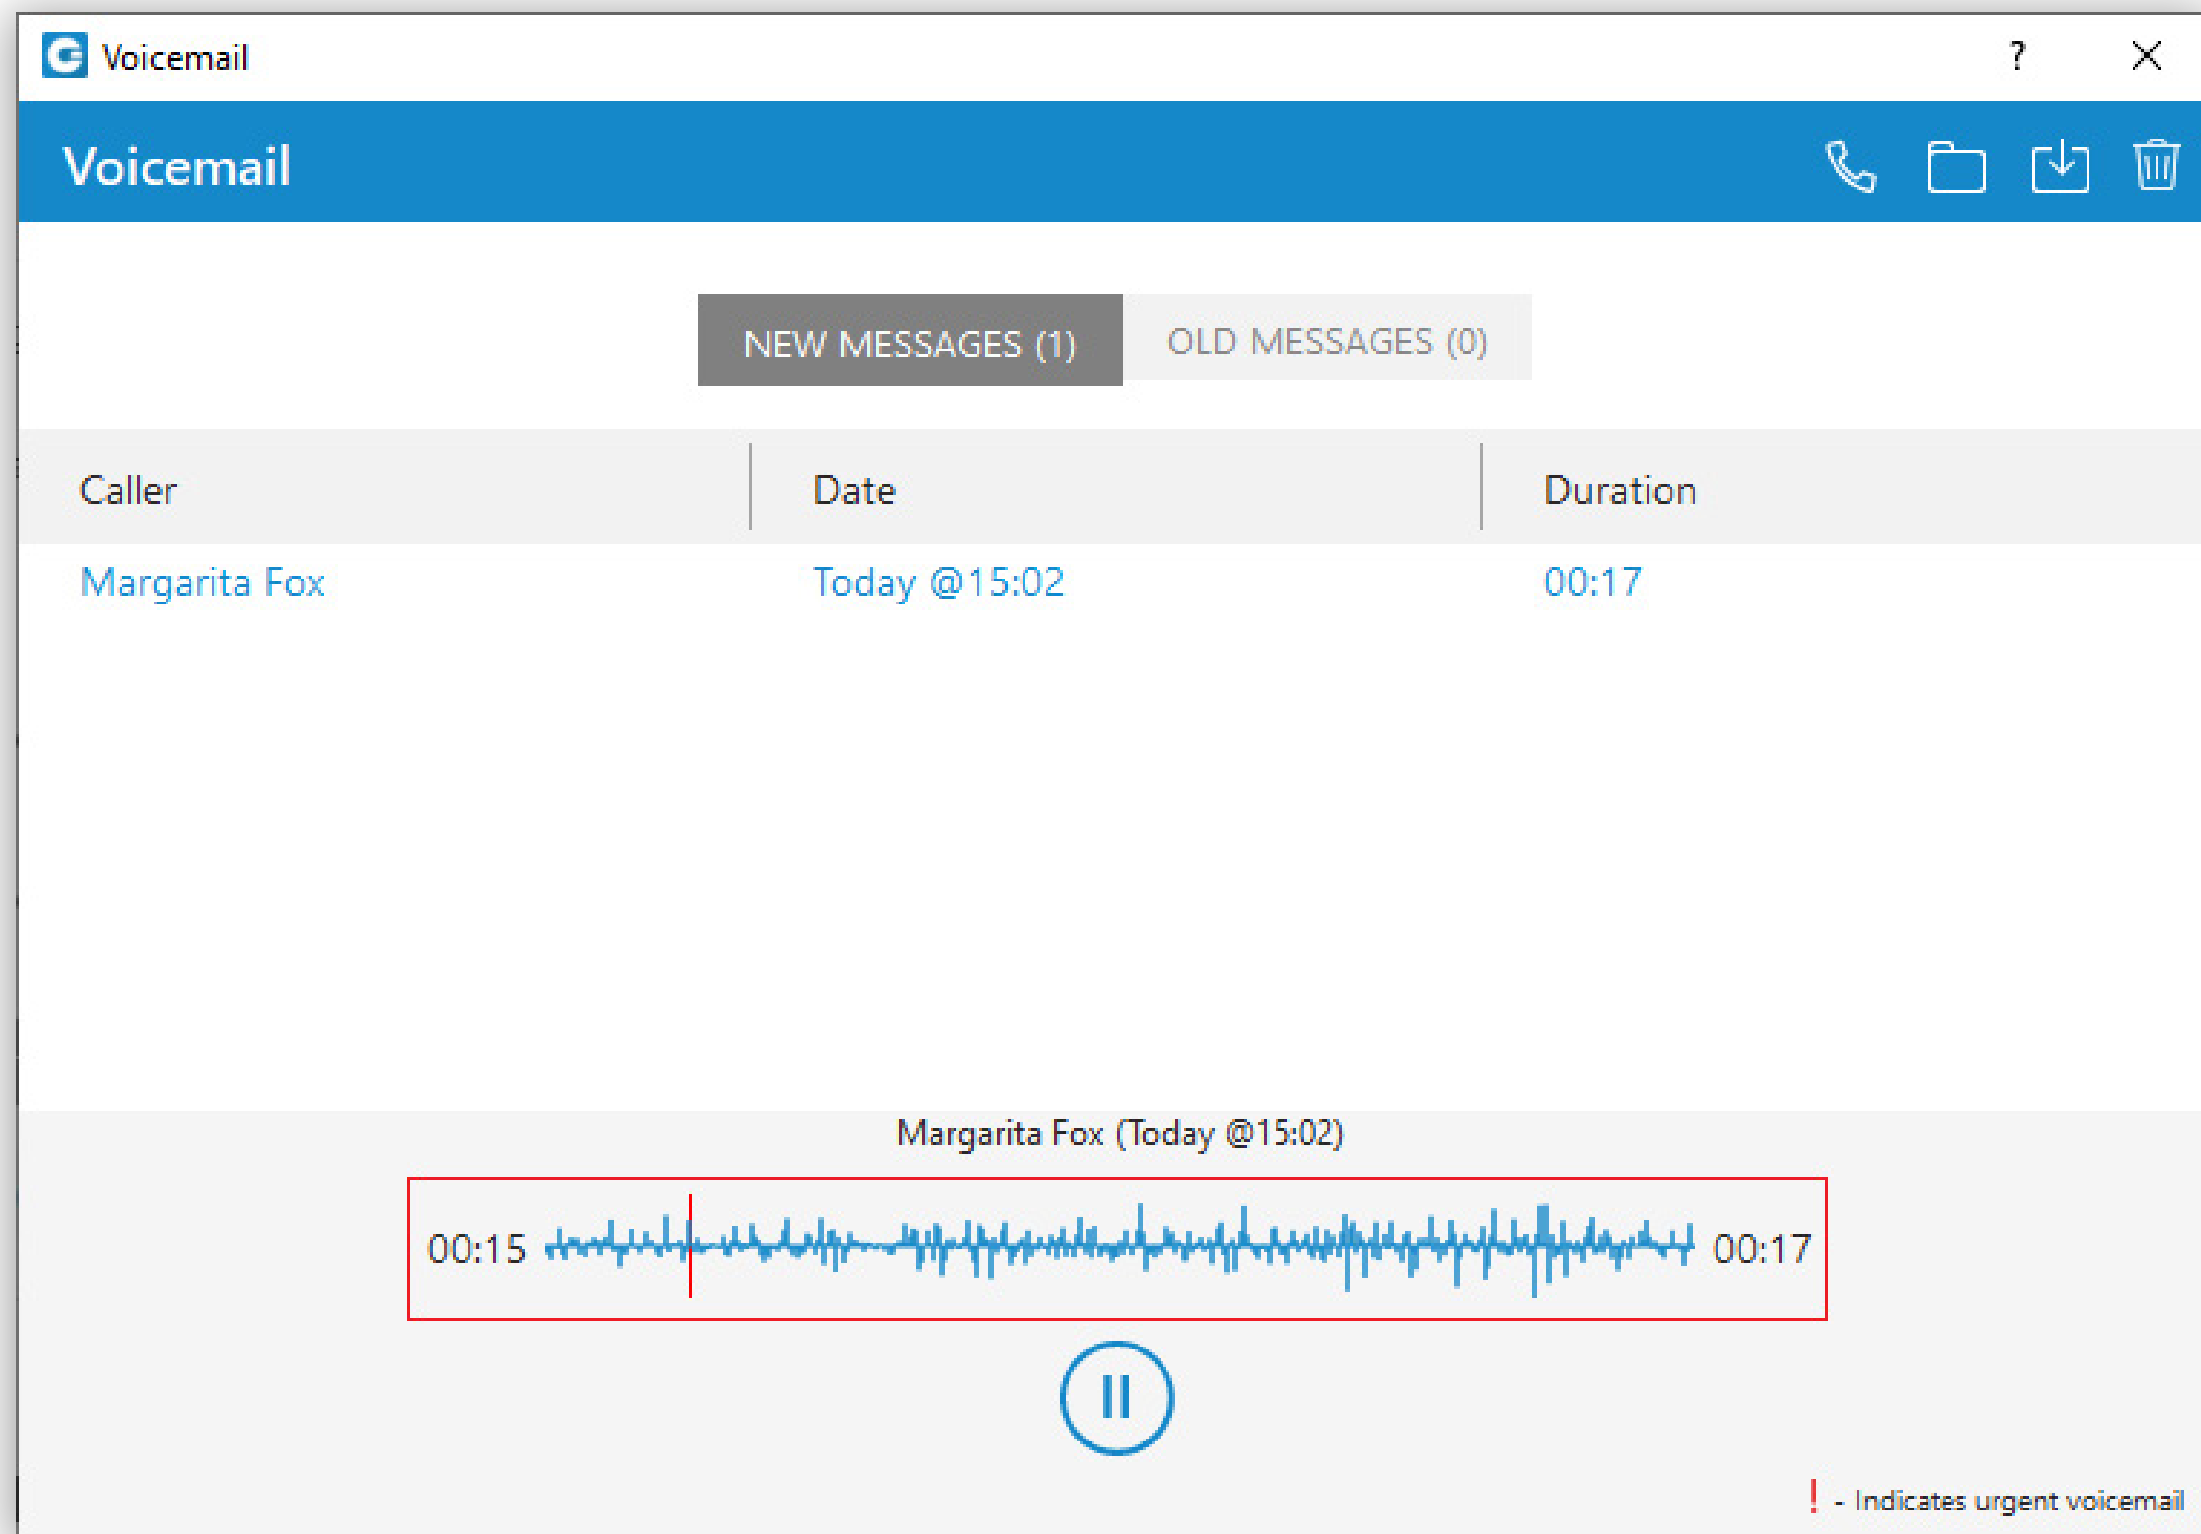 Voicemail
?
Voicemail
NEW MESSAGES (1) OLD MESSAGES (0)
Caller Date Duration
Margarita Fox Today @15:02 00:17
Margarita Fox (Today @15:02)
00:15 00:17
! - Indicates urgent voicemail